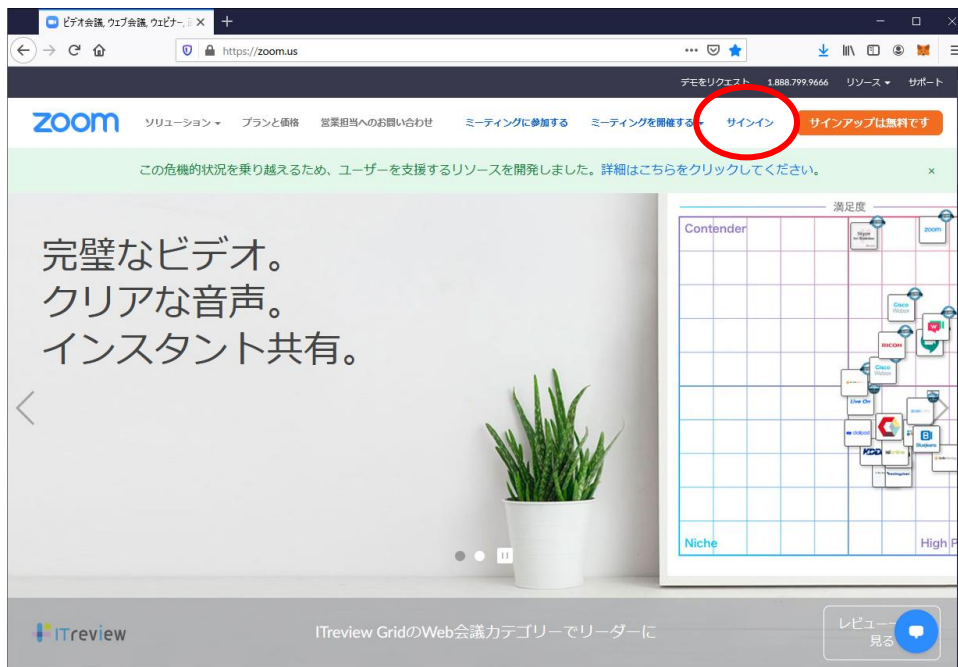 ビデオ会議, ウェブ会議, ウェビナー,
https://zoom.us
デモをリクエスト 1.888.799.9666 リソース サポート
zoom ソリューション プランと価格 営業担当へのお問い合わせ ミーティングに参加する ミーティングを開催する サインイン サインアップは無料です
この危機的状況を乗り越えるため、ユーザーを支援するリソースを開発しました。詳細はこちらをクリックしてください。
満足度
Contender
zoom
完璧なビデオ。
クリアな音声。
インスタント共有。
Cisco
Webex
RICOH
Cisco
Webex
Live On
Bluejeans
KDDI
Niche
High P
ITreview ITreview GridのWeb会議カテゴリーでリーダーに
レビュー
見る